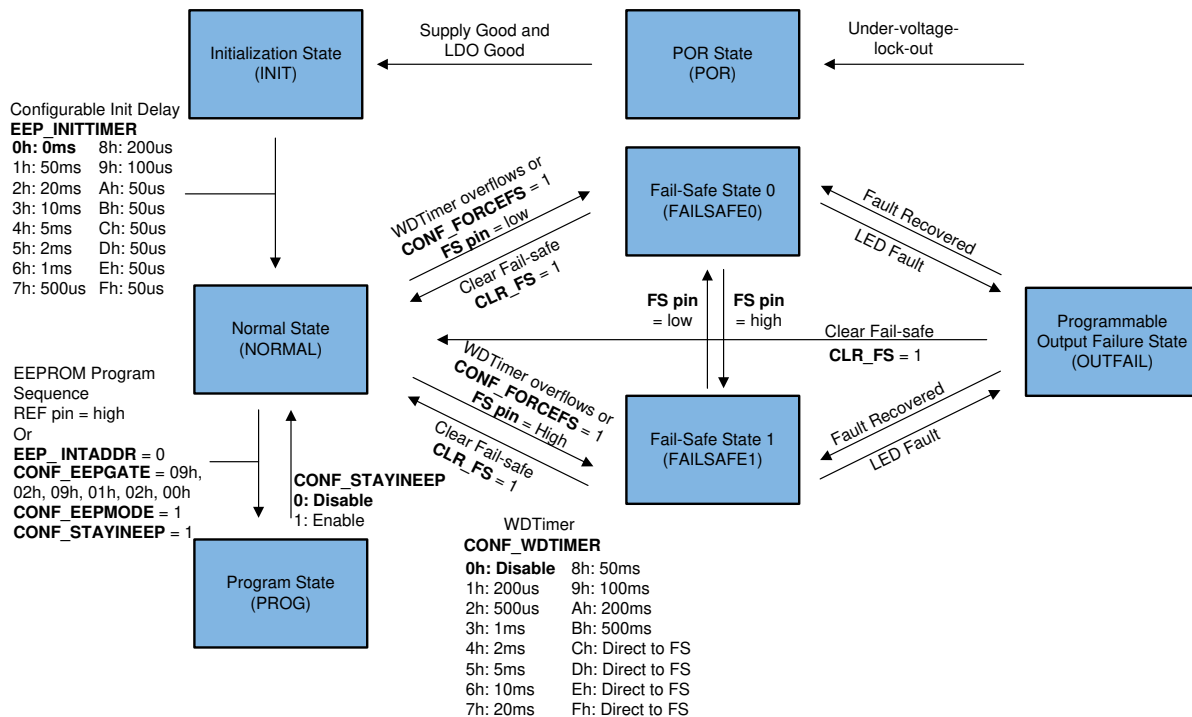 Initialization State
(INIT)
Supply Good and
LDO Good
POR State
(POR)
Under-voltage-
lock-out
Configurable Init Delay
EEP_INITTIMER
0h: 0ms 8h: 200us
1h: 50ms 9h: 100us
2h: 20ms Ah: 50us
3h: 10ms Bh: 50us
4h: 5ms Ch: 50us
5h: 2ms Dh: 50us
6h: 1ms Eh: 50us
7h: 500us Fh: 50us
WDTimer overflows or
CONF_FORCEFS = 1
FS pin = low
Clear Fail-safe
CLR_FS = 1
Fail-Safe State 0
(FAILSAFE0)
Fault Recovered
LED Fault
Normal State
(NORMAL)
FS pin
= low
FS pin
= high
Clear Fail-safe
CLR_FS = 1
Programmable
Output Failure State
(OUTFAIL)
WDTimer overflows or
CONF_FORCEFS = 1
FS pin = High
Clear Fail-safe
CLR_FS = 1
Fail-Safe State 1
(FAILSAFE1)
Fault Recovered
LED Fault
EEPROM Program
Sequence
REF pin = high
Or
EEP_INTADDR = 0
CONF_EEPGATE = 09h,
02h, 09h, 01h, 02h, 00h
CONF_EEPMODE = 1
CONF_STAYINEEP = 1
CONF_STAYINEEP
0: Disable
1: Enable
Program State
(PROG)
WDTimer
CONF_WDTIMER
0h: Disable 8h: 50ms
1h: 200us 9h: 100ms
2h: 500us Ah: 200ms
3h: 1ms Bh: 500ms
4h: 2ms Ch: Direct to FS
5h: 5ms Dh: Direct to FS
6h: 10ms Eh: Direct to FS
7h: 20ms Fh: Direct to FS